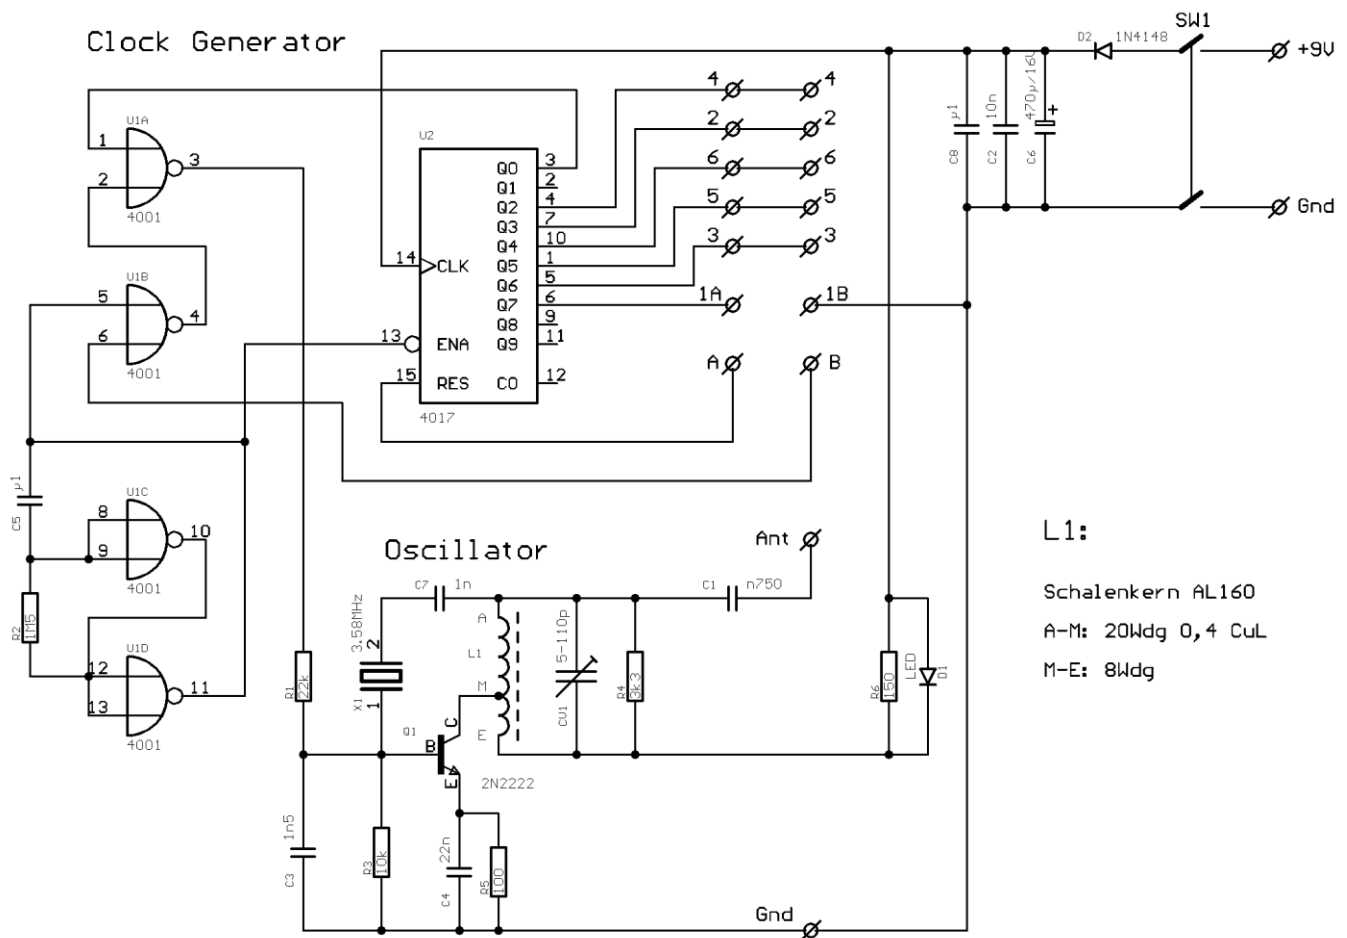 Clock Generator
SW1
D2
1N4148
+9V
470µ/16V
+
µ1
10n
C8
C2
C6
Gnd
4
4
2
2
6
6
5
5
3
3
1A
1B
A
B
U1A
1
2
3
4001
U1B
5
6
4
4001
U2
14
CLK
13
ENA
15
RES
Q0
3
Q1
2
Q2
4
Q3
7
Q4
10
Q5
1
Q6
5
Q7
6
Q8
9
Q9
11
CO
12
4017
µ1
C5
U1C
8
9
10
4001
R2
1M5
U1D
12
13
11
4001
Oscillator
Ant
C7
1n
C1
n750
3.58MHz
2
1
X1
R1
22k
A
L1
M
E
5-110p
CV1
R4
3k3
R6
150
LED
D1
Q1
B
C
E
2N2222
1n5
C3
R3
10k
22n
C4
R5
100
Gnd
L1:
Schalenkern AL160
A-M: 20Wdg 0,4 CuL
M-E: 8Wdg